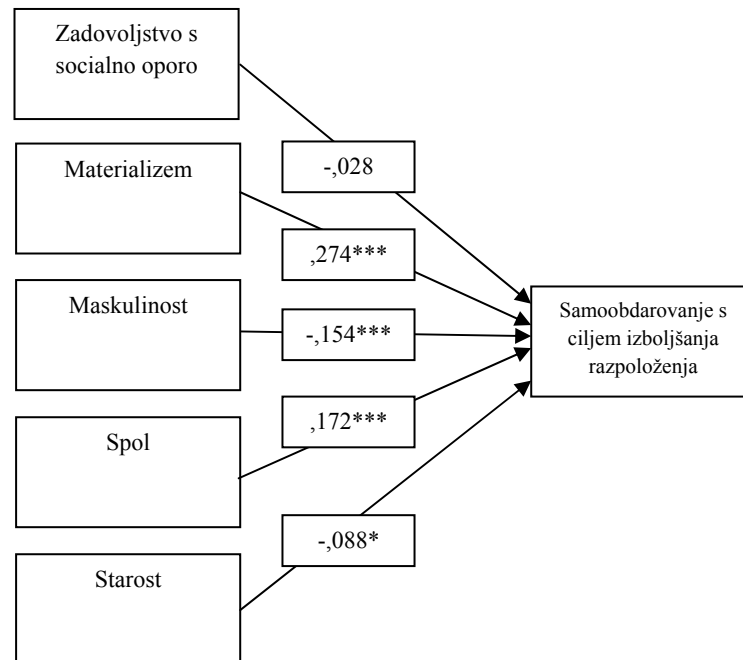 Zadovoljstvo s
socialno oporo
-,028
Materializem
,274***
Maskulinost
-,154***
Samoobdarovanje s
ciljem izboljšanja
razpoloženja
Spol
,172***
Starost
-,088*